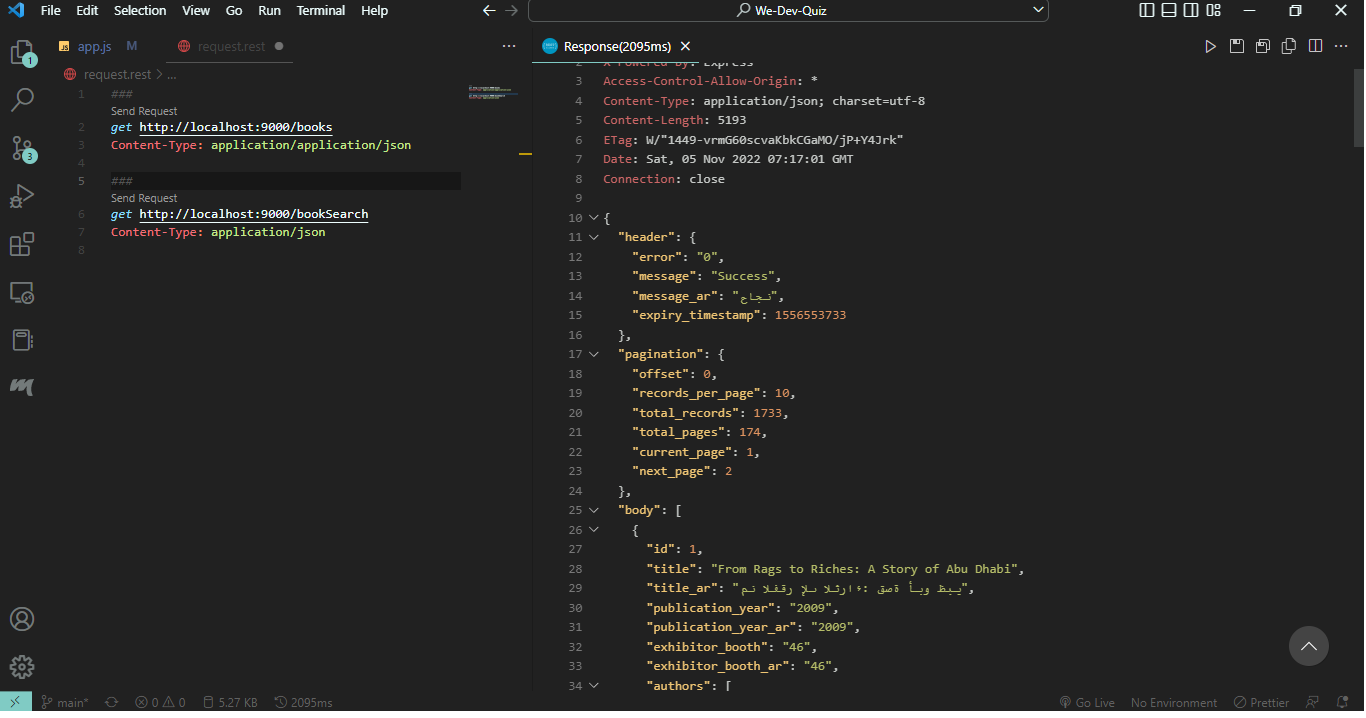 File Edit Selection View Go Run Terminal Help
We-Dev-Quiz
app.js M
request.rest
Response(2095ms)
1
3
request.rest > ...
1 ###
Send Request
2 get http://localhost:9000/books
3 Content-Type: application/application/json
4
5 ###
Send Request
6 get http://localhost:9000/bookSearch
7 Content-Type: application/json
8
2 X-Powered-By: Express
3 Access-Control-Allow-Origin: *
4 Content-Type: application/json; charset=utf-8
5 Content-Length: 5193
6 ETag: W/"1449-vrmG60scvaKbkCGaMO/jP+Y4Jrk"
7 Date: Sat, 05 Nov 2022 07:17:01 GMT
8 Connection: close
9
10 {
11 "header": {
12 "error": "0",
13 "message": "Success",
14 "message_ar": "نجاح",
15 "expiry_timestamp": 1556553733
16 },
17 "pagination": {
18 "offset": 0,
19 "records_per_page": 10,
20 "total_records": 1733,
21 "total_pages": 174,
22 "current_page": 1,
23 "next_page": 2
24 },
25 "body": [
26 {
27 "id": 1,
28 "title": "From Rags to Riches: A Story of Abu Dhabi",
29 "title_ar": "من الفقر إلى الثراء: قصة أبو ظبي",
30 "publication_year": "2009",
31 "publication_year_ar": "2009",
32 "exhibitor_booth": "46",
33 "exhibitor_booth_ar": "46",
34 "authors": [
main* 0 0 5.27 KB 2095ms Go Live No Environment Prettier